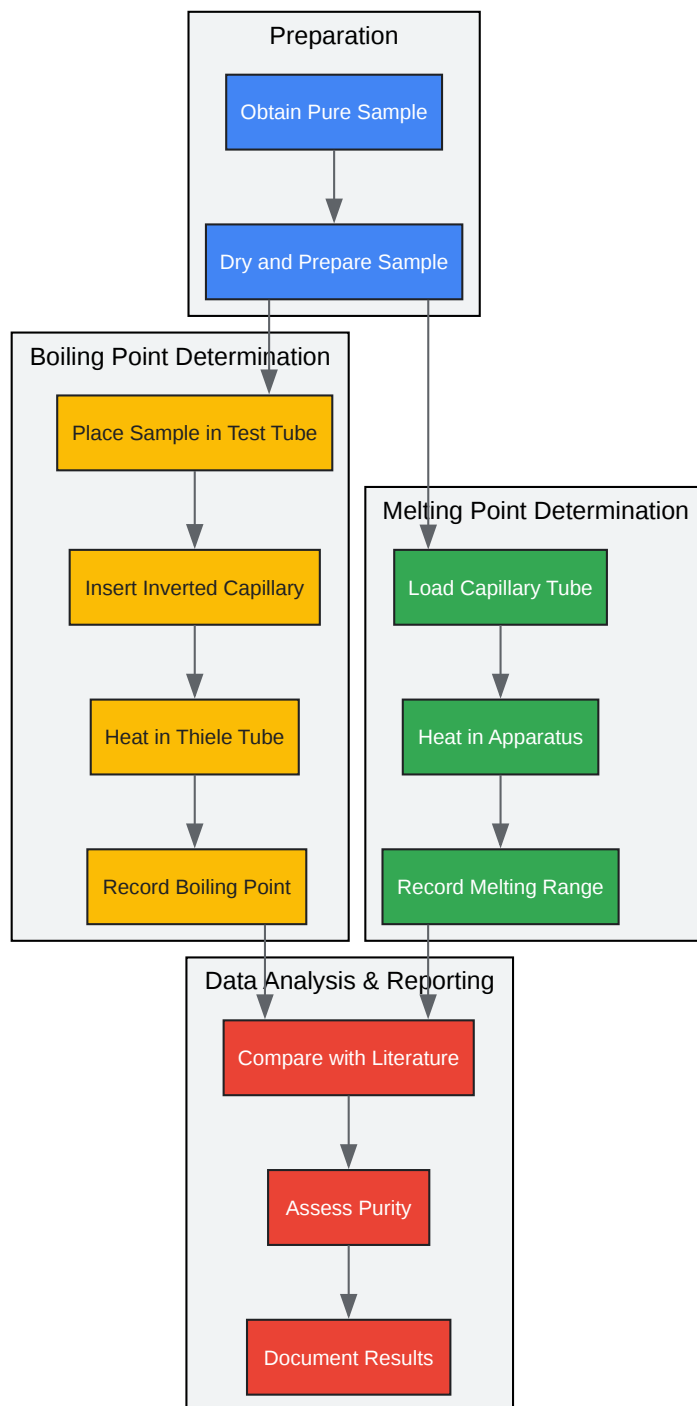 Preparation
Obtain Pure Sample
Dry and Prepare Sample
Boiling Point Determination
Place Sample in Test Tube
Insert Inverted Capillary
Heat in Thiele Tube
Record Boiling Point
Melting Point Determination
Load Capillary Tube
Heat in Apparatus
Record Melting Range
Data Analysis & Reporting
Compare with Literature
Assess Purity
Document Results